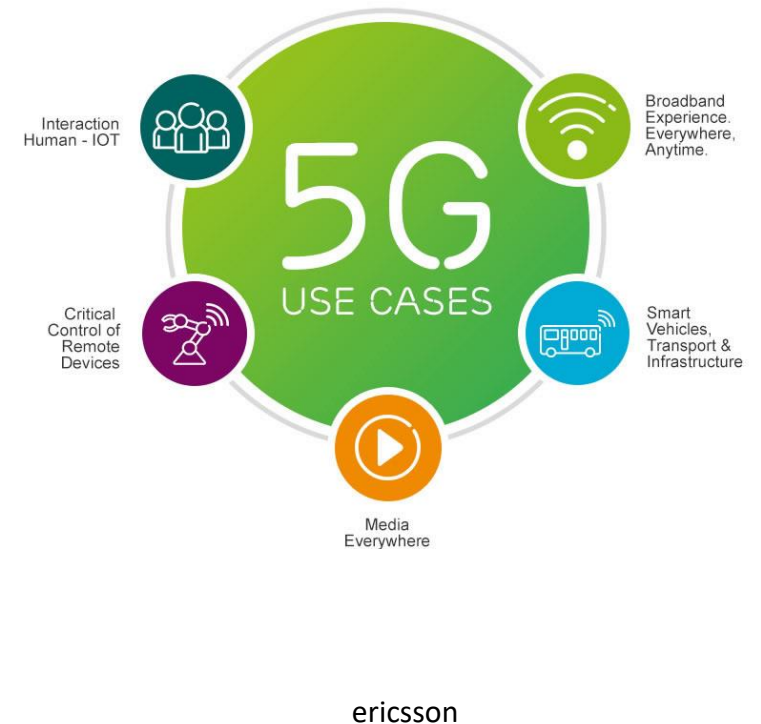 5G
USE CASES
Interaction
Human - IOT
Broadband
Experience.
Everywhere,
Anytime.
Critical
Control of
Remote
Devices
Smart
Vehicles,
Transport &
Infrastructure
Media
Everywhere
ericsson